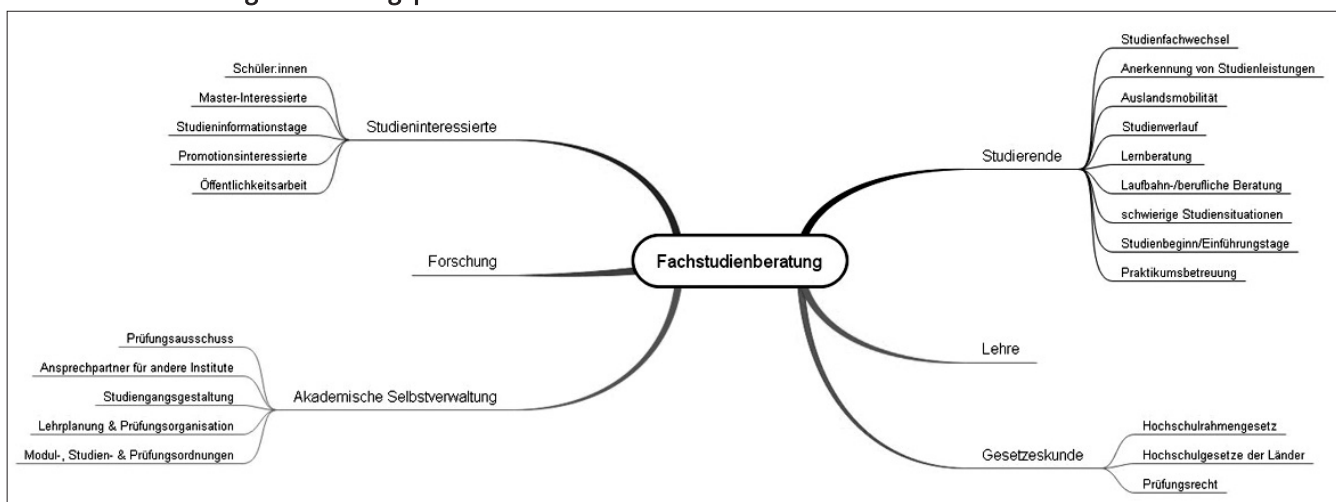 Fachstudienberatung
Studieninteressierte
Schüler:innen
Master-Interessierte
Studieninformationstage
Promotionsinteressierte
Öffentlichkeitsarbeit
Forschung
Akademische Selbstverwaltung
Prüfungsausschuss
Ansprechpartner für andere Institute
Studiengangsgestaltung
Lehrplanung & Prüfungsorganisation
Modul-, Studien- & Prüfungsordnungen
Studierende
Studienfachwechsel
Anerkennung von Studienleistungen
Auslandsmobilität
Studienverlauf
Lernberatung
Laufbahn-/berufliche Beratung
schwierige Studiensituationen
Studienbeginn/Einführungstage
Praktikumsbetreuung
Lehre
Gesetzeskunde
Hochschulrahmengesetz
Hochschulgesetze der Länder
Prüfungsrecht